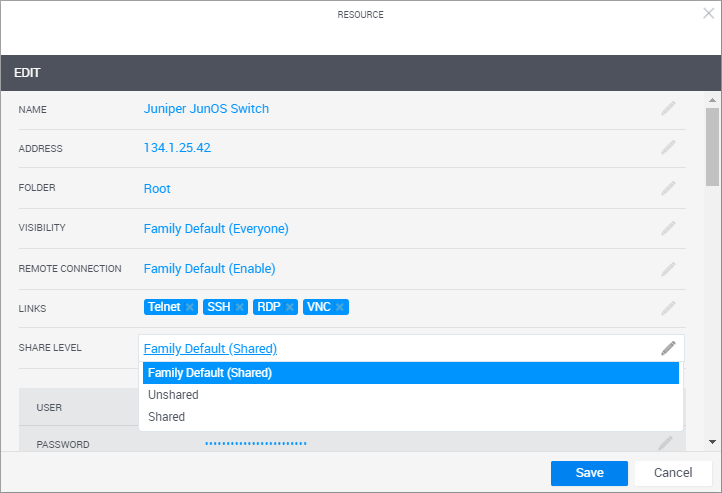 RESOURCE
EDIT
NAME Juniper JunOS Switch
ADDRESS 134.1.25.42
FOLDER Root
VISIBILITY Family Default (Everyone)
REMOTE CONNECTION Family Default (Enable)
LINKS Telnet SSH RDP VNC
SHARE LEVEL Family Default (Shared)
Family Default (Shared)
Unshared
Shared
USER
PASSWORD
Save Cancel